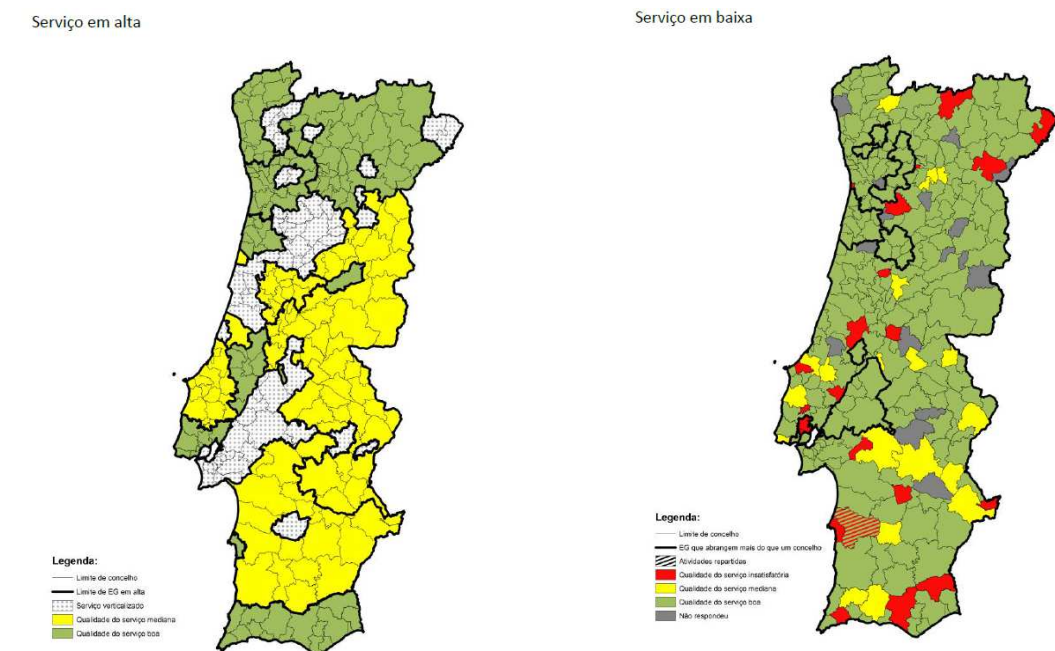 Serviço em alta
Serviço em baixa
Legenda:
Limite de concelho
Limite de EG em alta
Serviço verticalizado
Qualidade do serviço mediana
Qualidade do serviço boa
Legenda:
Limite de concelho
EG que abrangem mais do que um concelho
Atividades repartidas
Qualidade do serviço insatisfatória
Qualidade do serviço mediana
Qualidade do serviço boa
Não respondeu